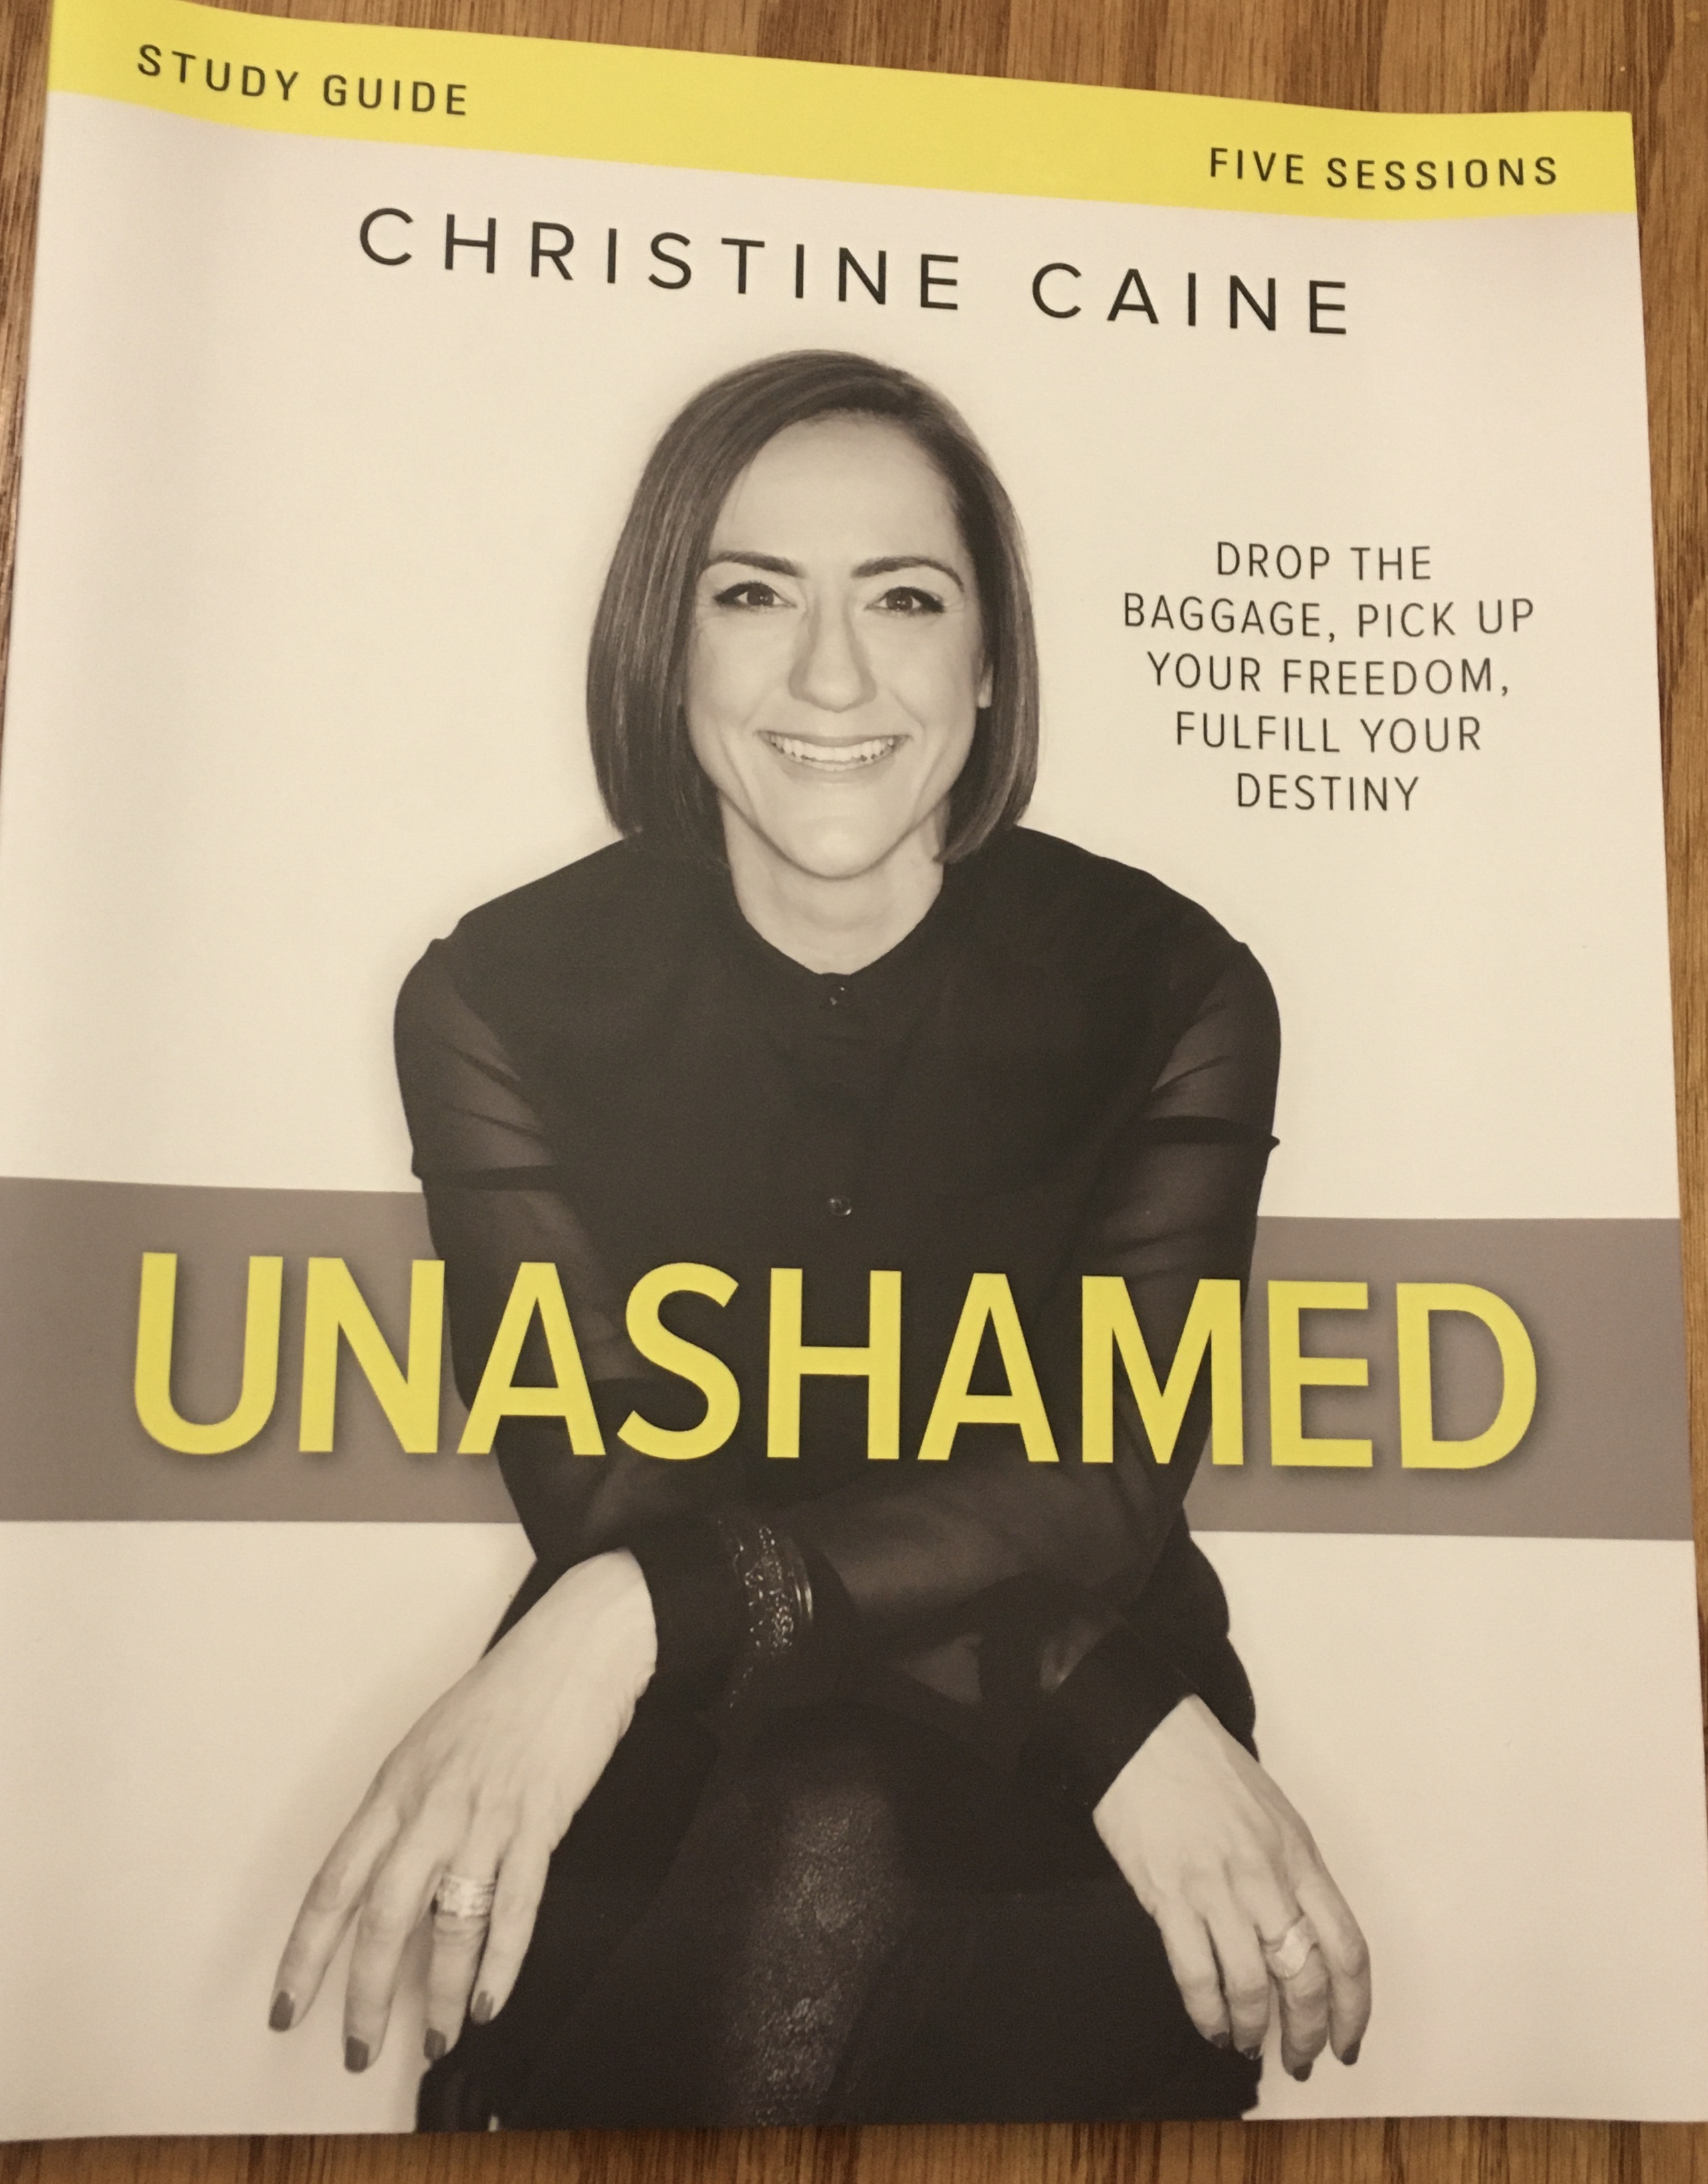 STUDY GUIDE
FIVE SESSIONS
CHRISTINE CAINE
DROP THE
BAGGAGE, PICK UP
YOUR FREEDOM,
FULFILL YOUR
DESTINY
UNASHAMED